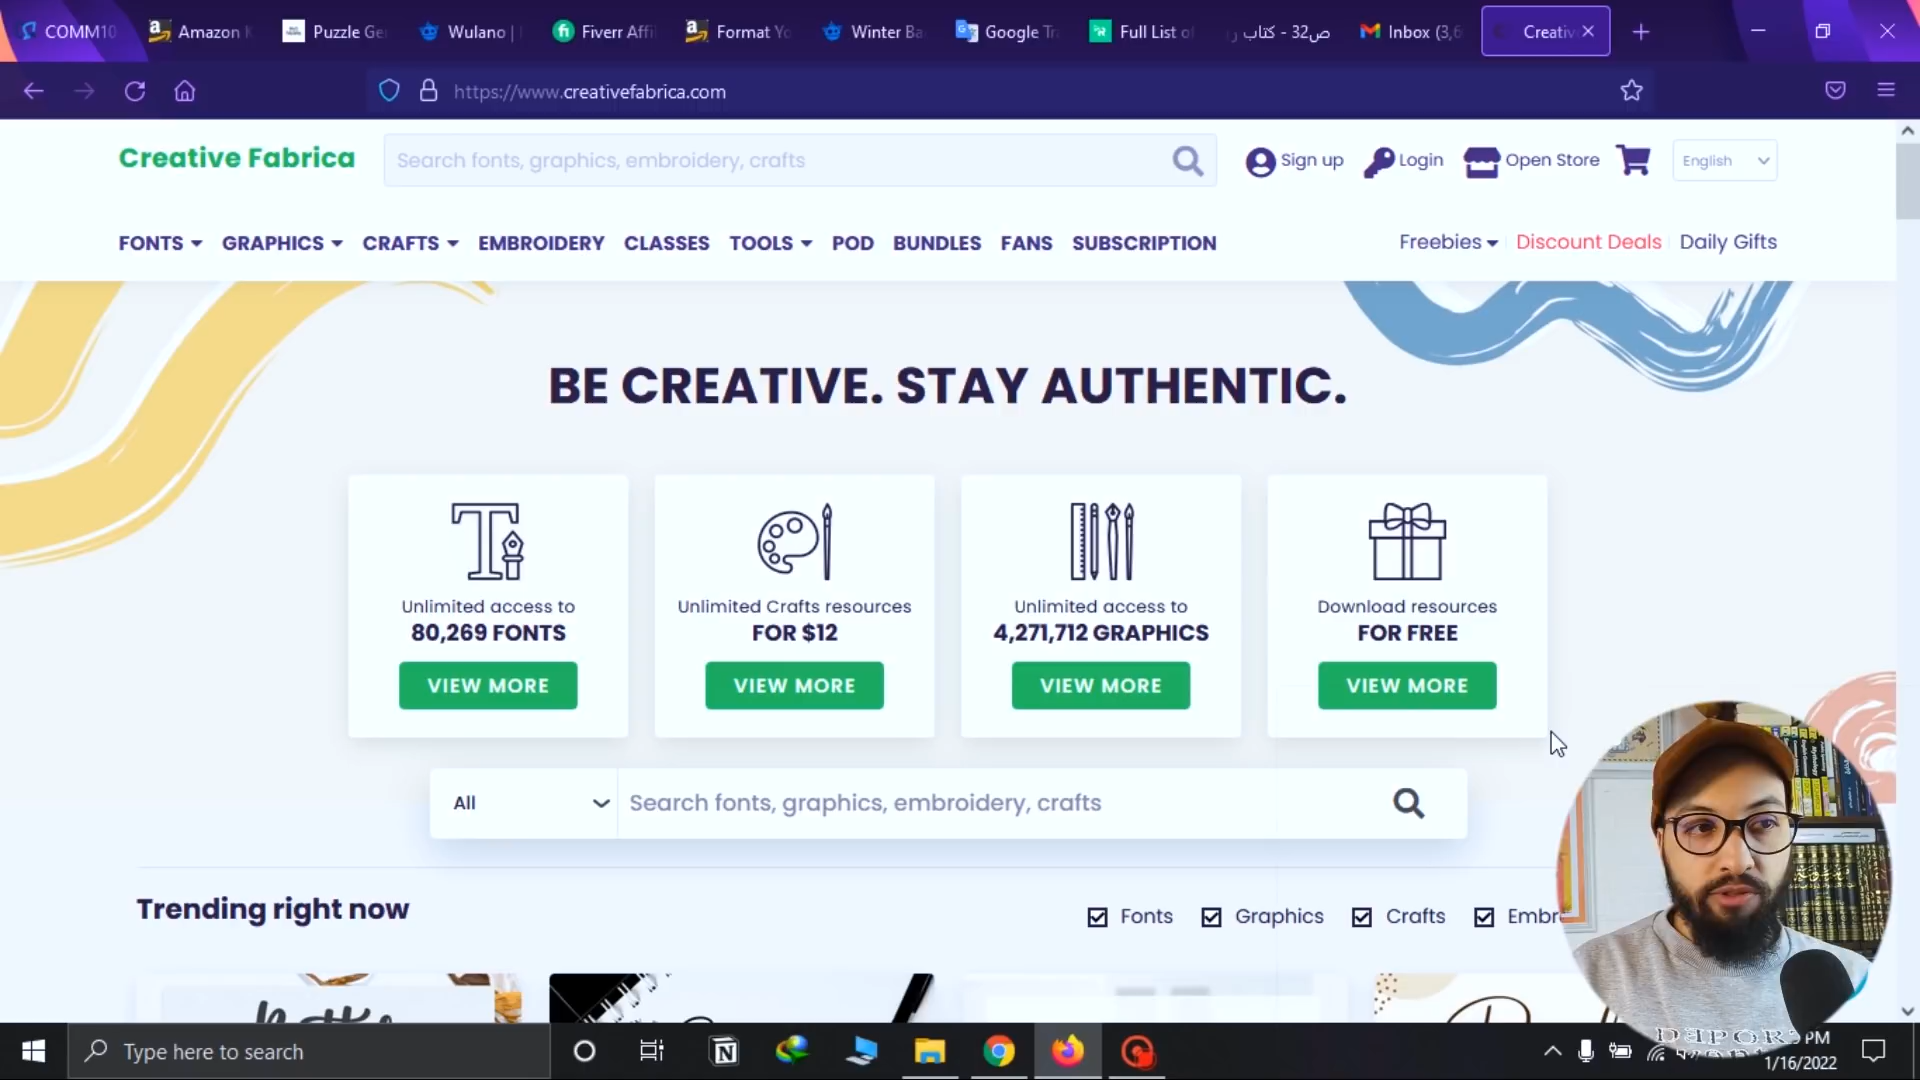 COMM10
Amazon K
Puzzle Ge
Wulano |
Fiverr Affi
Format Yo
Winter Ba
Google Tra
Full List of
ص32 - كتاب ر
Inbox (3,6
Creativ
https://www.creativefabrica.com
Creative Fabrica
Search fonts, graphics, embroidery, crafts
Sign up
Login
Open Store
English
FONTS
GRAPHICS
CRAFTS
EMBROIDERY
CLASSES
TOOLS
POD
BUNDLES
FANS
SUBSCRIPTION
Freebies
Discount Deals
Daily Gifts
BE CREATIVE. STAY AUTHENTIC.
Unlimited access to
80,269 FONTS
VIEW MORE
Unlimited Crafts resources
FOR $12
VIEW MORE
Unlimited access to
4,271,712 GRAPHICS
VIEW MORE
Download resources
FOR FREE
VIEW MORE
All
Search fonts, graphics, embroidery, crafts
Trending right now
Fonts
Graphics
Crafts
Embr
Type here to search
PM
1/16/2022